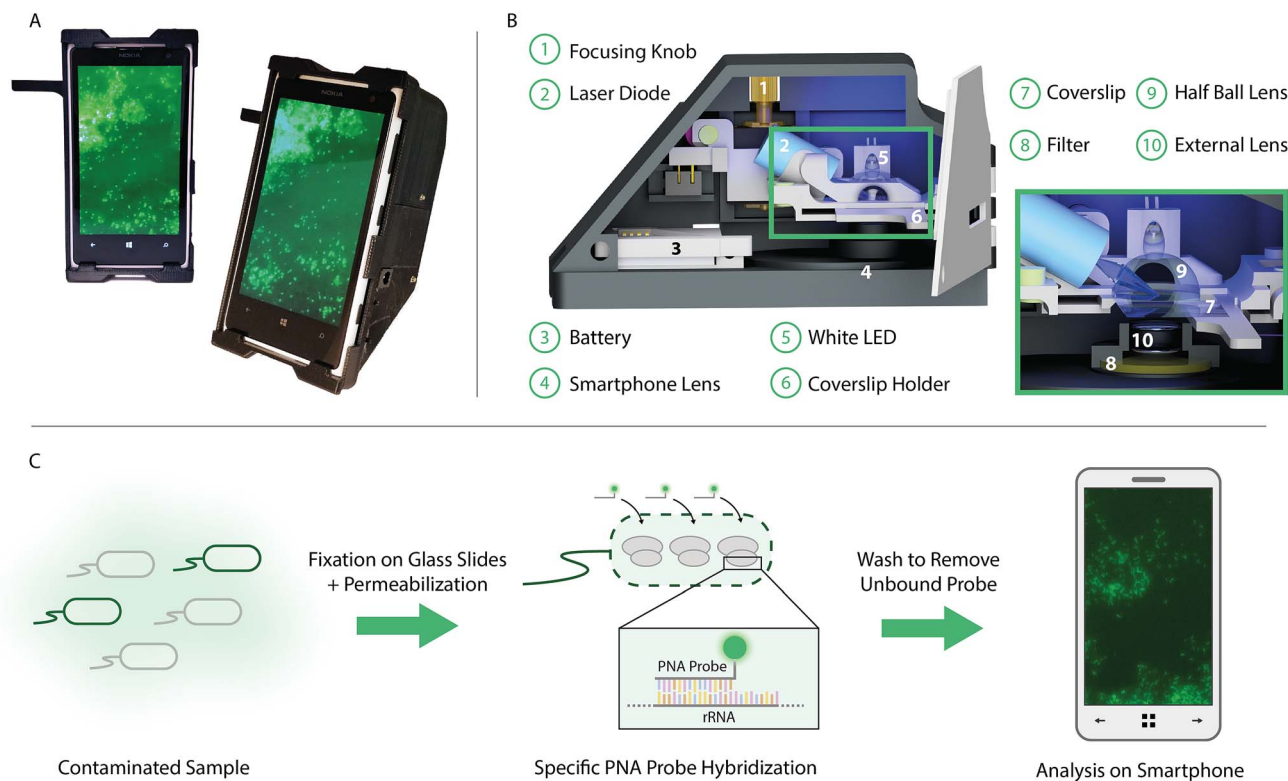 A
NOKIA
NOKIA
B
1 Focusing Knob
2 Laser Diode
1
2
5
6
3
4
3 Battery
4 Smartphone Lens
5 White LED
6 Coverslip Holder
7 Coverslip
9 Half Ball Lens
8 Filter
10 External Lens
9
7
10
8
C
Fixation on Glass Slides
+ Permeabilization
Wash to Remove
Unbound Probe
PNA Probe
rRNA
Contaminated Sample
Specific PNA Probe Hybridization
Analysis on Smartphone